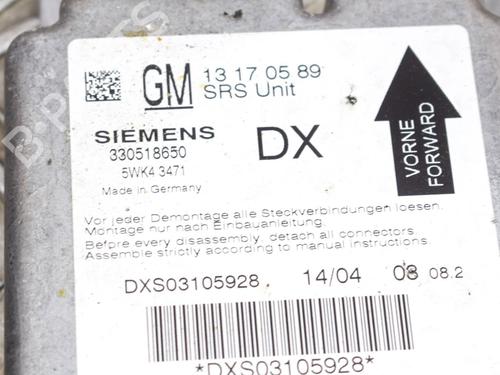 GM 13 17 05 89
SRS Unit
SIEMENS
DX
330518650
5WK4 3471
Made in Germany
VORNE
FORWARD
Vor jeder Demontage alle Steckverbindungen loesen.
Montage nur nach Einbauanleitung.
Before every disassembly, detach all connectors.
Assemble strictly according to manual instructions.
DXS03105928 14/04 08 08.2
*DXS03105928*